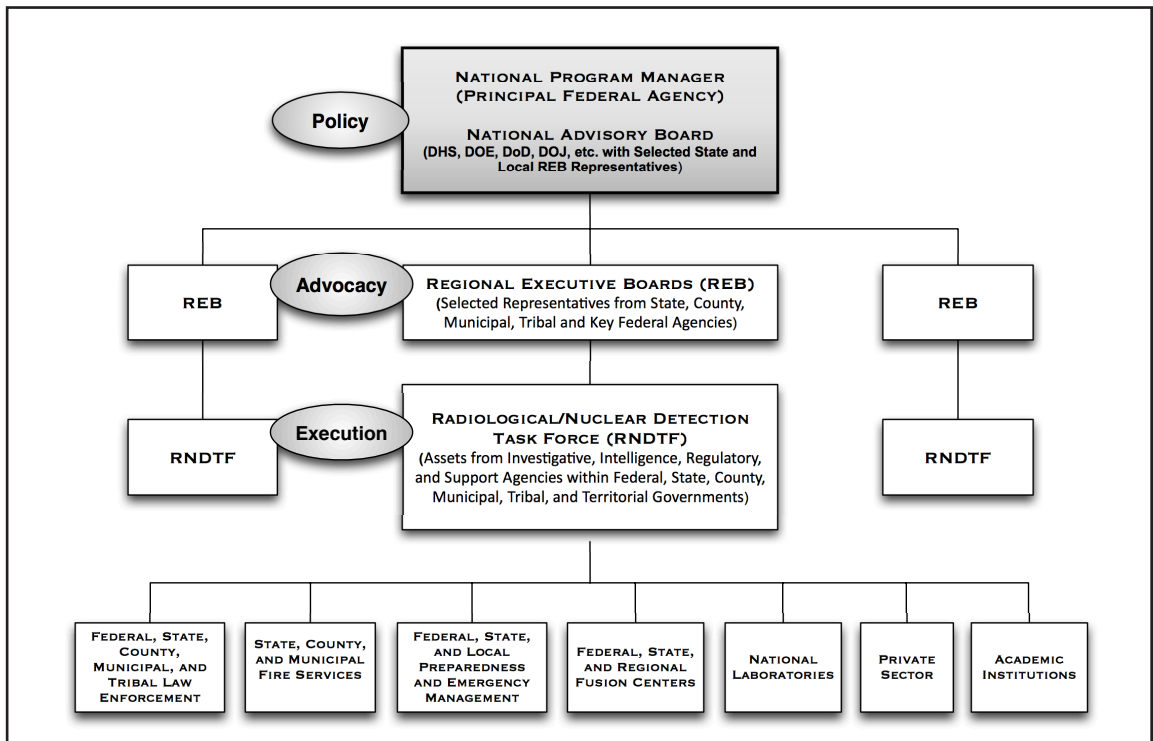 NATIONAL PROGRAM MANAGER
(PRINCIPAL FEDERAL AGENCY)
Policy
NATIONAL ADVISORY BOARD
(DHS, DOE, DoD, DOJ, etc. with Selected State and
Local REB Representatives)
REB
Advocacy
REGIONAL EXECUTIVE BOARDS (REB)
(Selected Representatives from State, County,
Municipal, Tribal and Key Federal Agencies)
REB
RNDTF
Execution
RADIOLOGICAL/NUCLEAR DETECTION
TASK FORCE (RNDTF)
(Assets from Investigative, Intelligence, Regulatory,
and Support Agencies within Federal, State, County,
Municipal, Tribal, and Territorial Governments)
RNDTF
FEDERAL, STATE,
COUNTY,
MUNICIPAL, AND
TRIBAL LAW
ENFORCEMENT
STATE, COUNTY,
AND MUNICIPAL
FIRE SERVICES
FEDERAL, STATE,
AND LOCAL
PREPAREDNESS
AND EMERGENCY
MANAGEMENT
FEDERAL, STATE,
AND REGIONAL
FUSION CENTERS
NATIONAL
LABORATORIES
PRIVATE
SECTOR
ACADEMIC
INSTITUTIONS